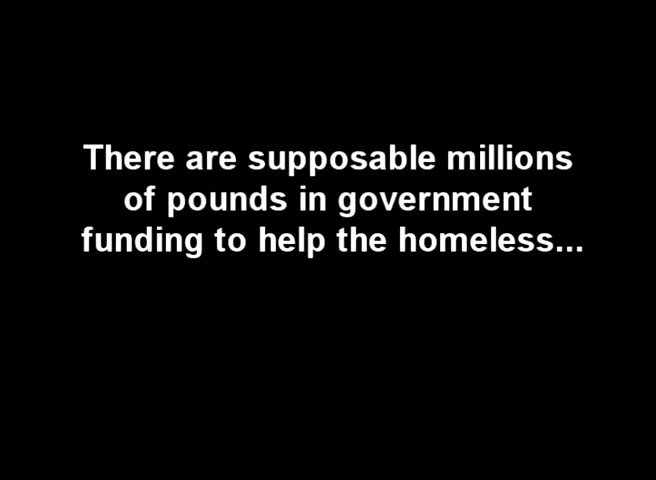 There are supposable millions
of pounds in government
funding to help the homeless...